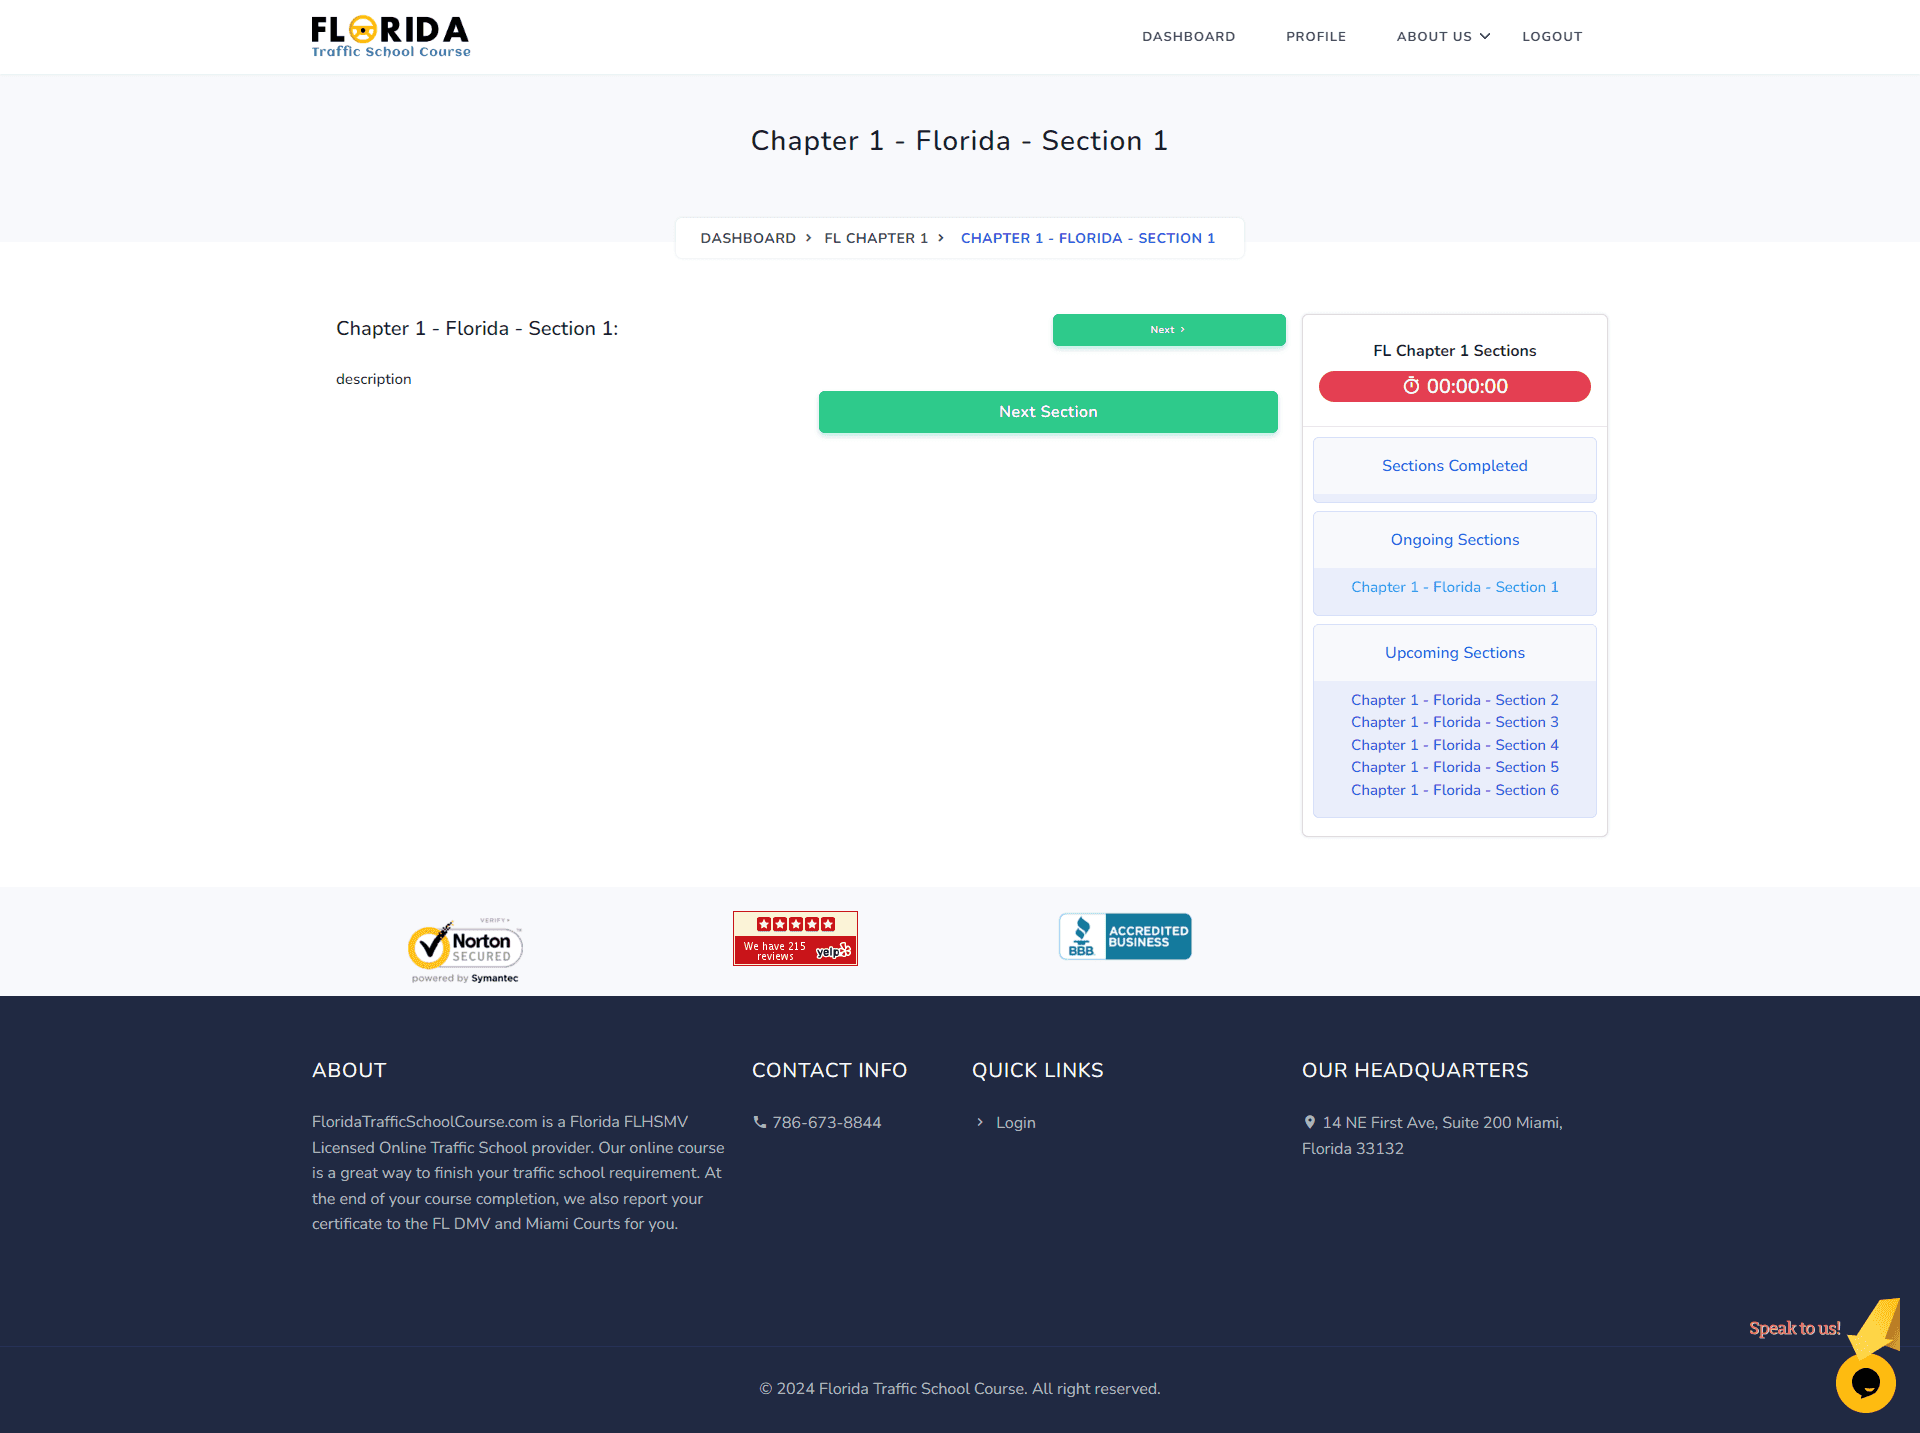 FLORIDA
Traffic School Course
DASHBOARD
PROFILE
ABOUT US
LOGOUT
Chapter 1 - Florida - Section 1
DASHBOARD
FL CHAPTER 1
CHAPTER 1 - FLORIDA - SECTION 1
Chapter 1 - Florida - Section 1:
Next
description
Next Section
FL Chapter 1 Sections
00:00:00
Sections Completed
Ongoing Sections
Chapter 1 - Florida - Section 1
Upcoming Sections
Chapter 1 - Florida - Section 2
Chapter 1 - Florida - Section 3
Chapter 1 - Florida - Section 4
Chapter 1 - Florida - Section 5
Chapter 1 - Florida - Section 6
VERIFY
Norton
SECURED
powered by Symantec
We have 215
reviews
yelp
BBB
ACCREDITED
BUSINESS
ABOUT
FloridaTrafficSchoolCourse.com is a Florida FLHSMV
Licensed Online Traffic School provider. Our online course
is a great way to finish your traffic school requirement. At
the end of your course completion, we also report your
certificate to the FL DMV and Miami Courts for you.
CONTACT INFO
786-673-8844
QUICK LINKS
Login
OUR HEADQUARTERS
14 NE First Ave, Suite 200 Miami,
Florida 33132
Speak to us!
© 2024 Florida Traffic School Course. All right reserved.